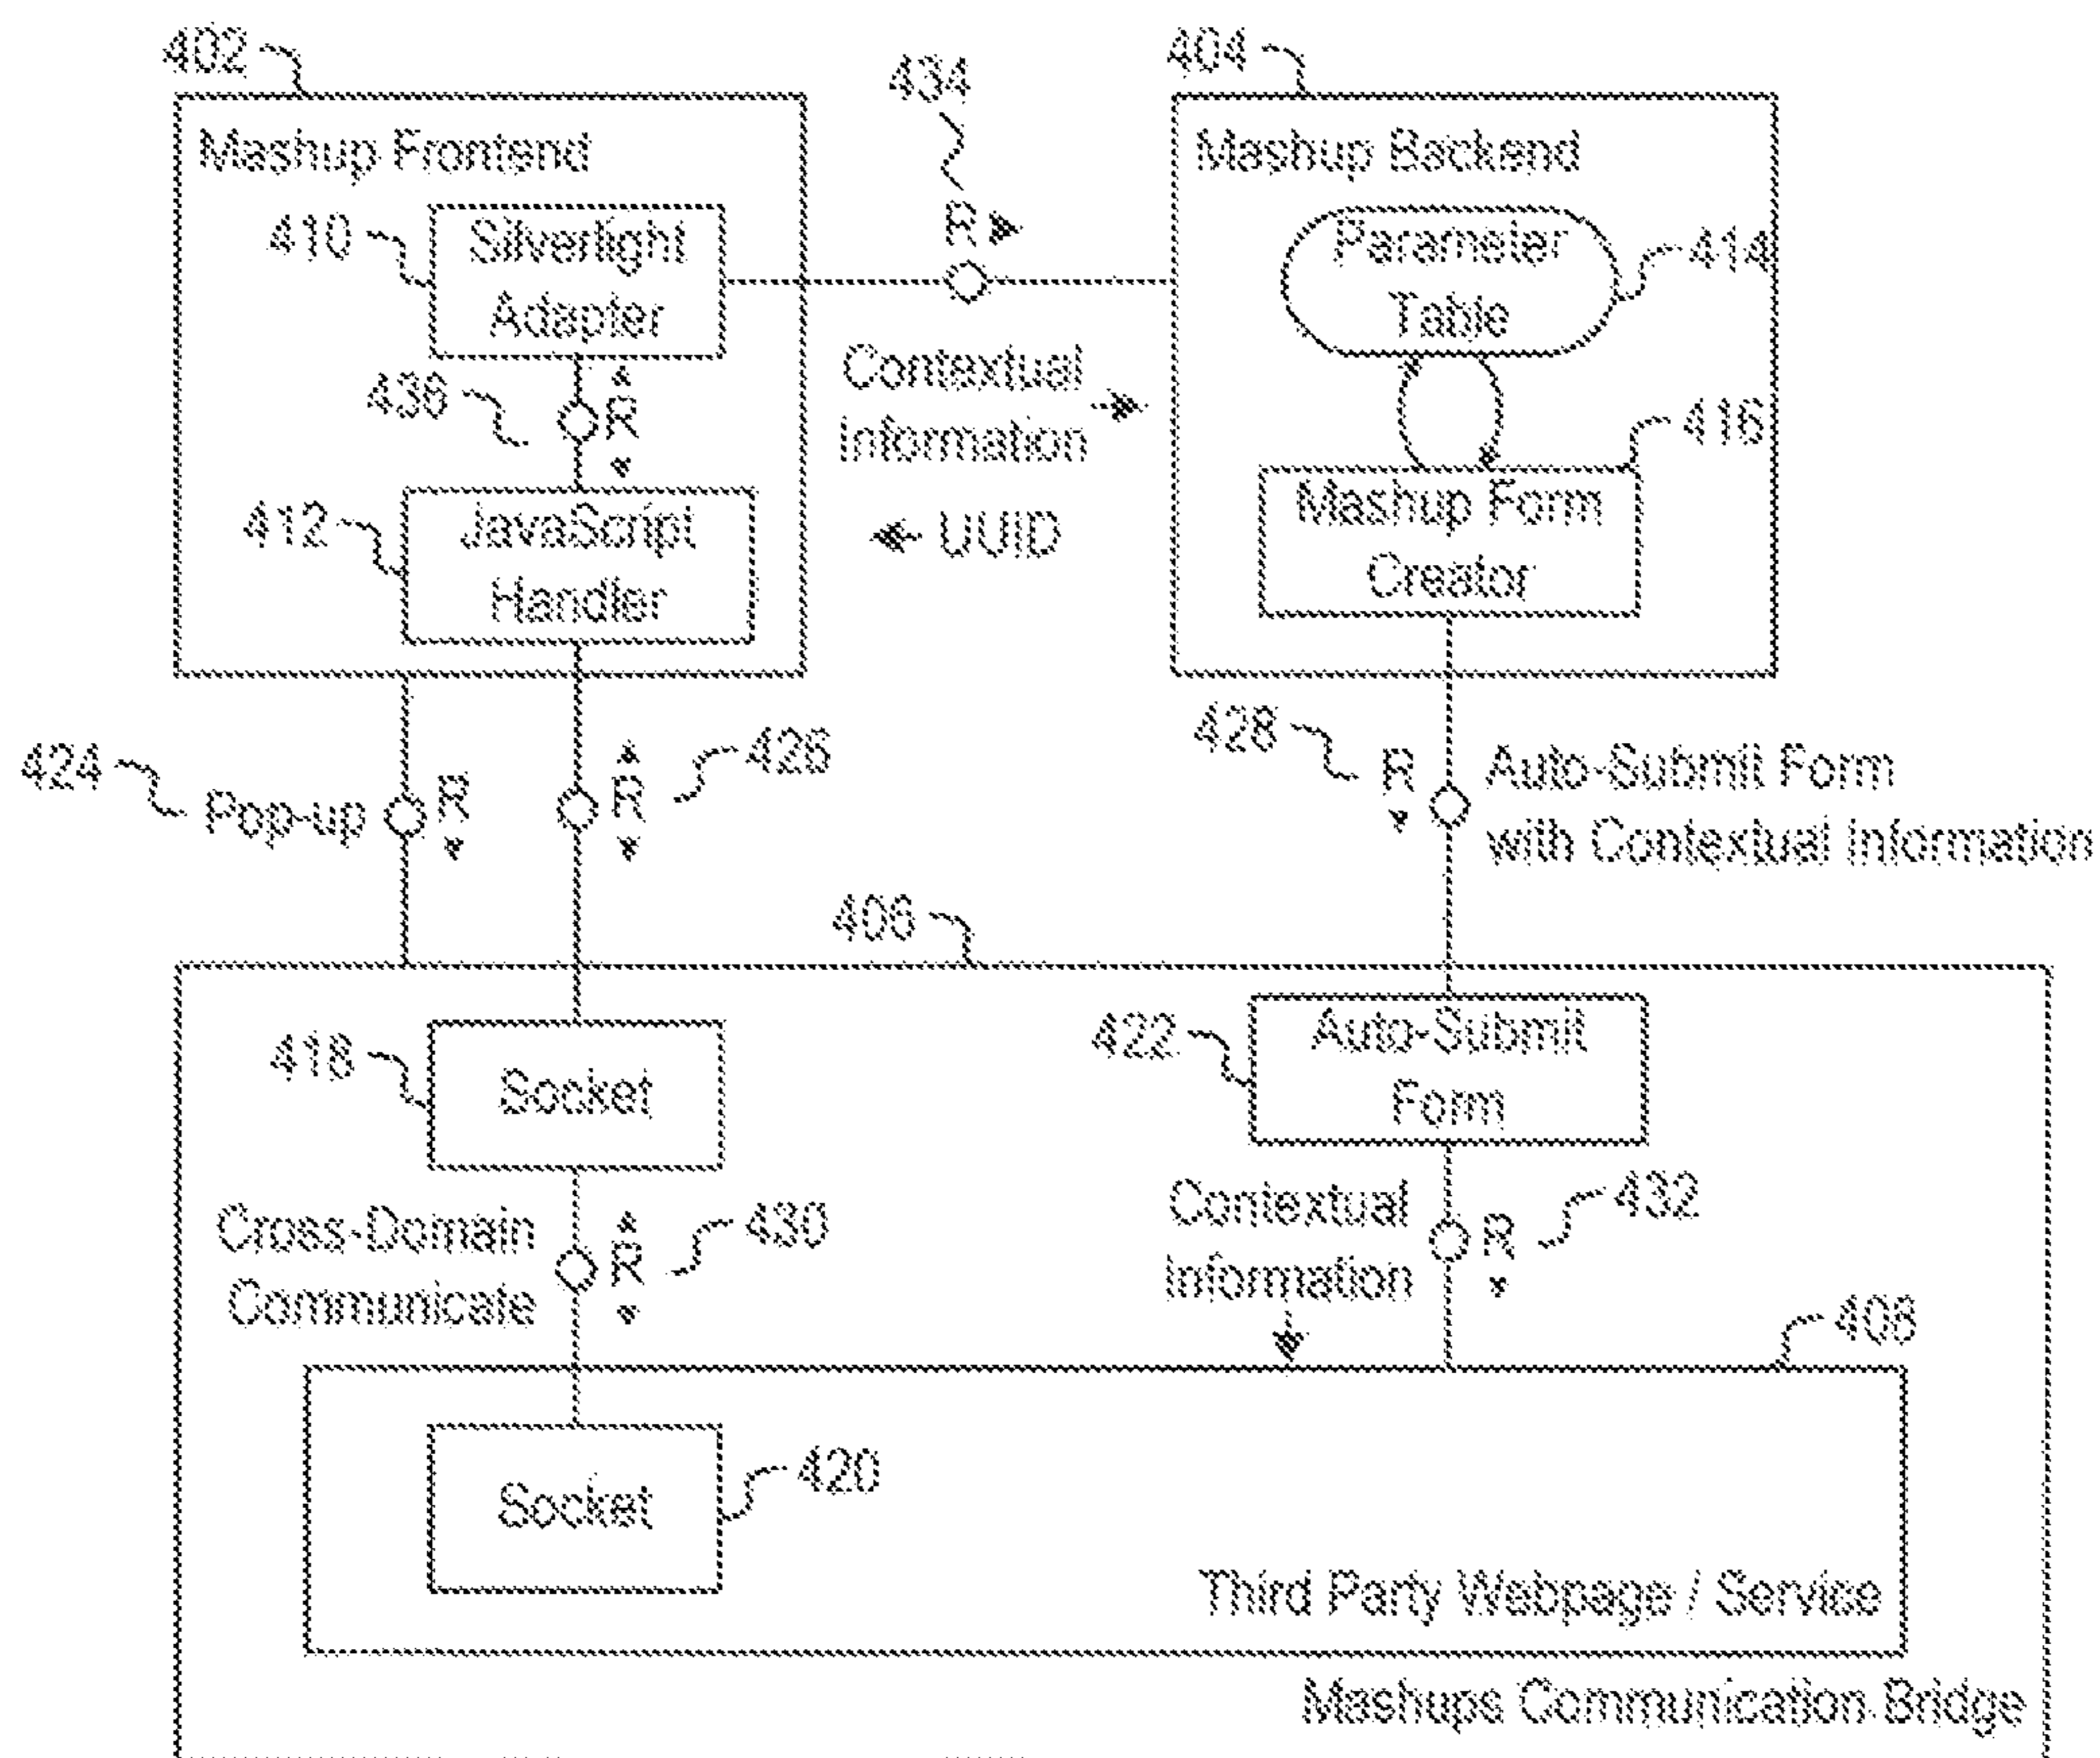 402
404
434
Mashup Frontend
Mashup Backend
410
Silverlight
Adapter
R
Parameter
Table
414
436
R
Contextual
Information
UUID
416
412
JavaScript
Handler
Mashup Form
Creator
424
Pop-up
R
R
426
428
R
Auto-Submit Form
with Contextual Information
406
418
Socket
422
Auto-Submit
Form
Cross-Domain
Communicate
R
430
Contextual
Information
R
432
408
Socket
420
Third Party Webpage / Service
Mashups Communication Bridge